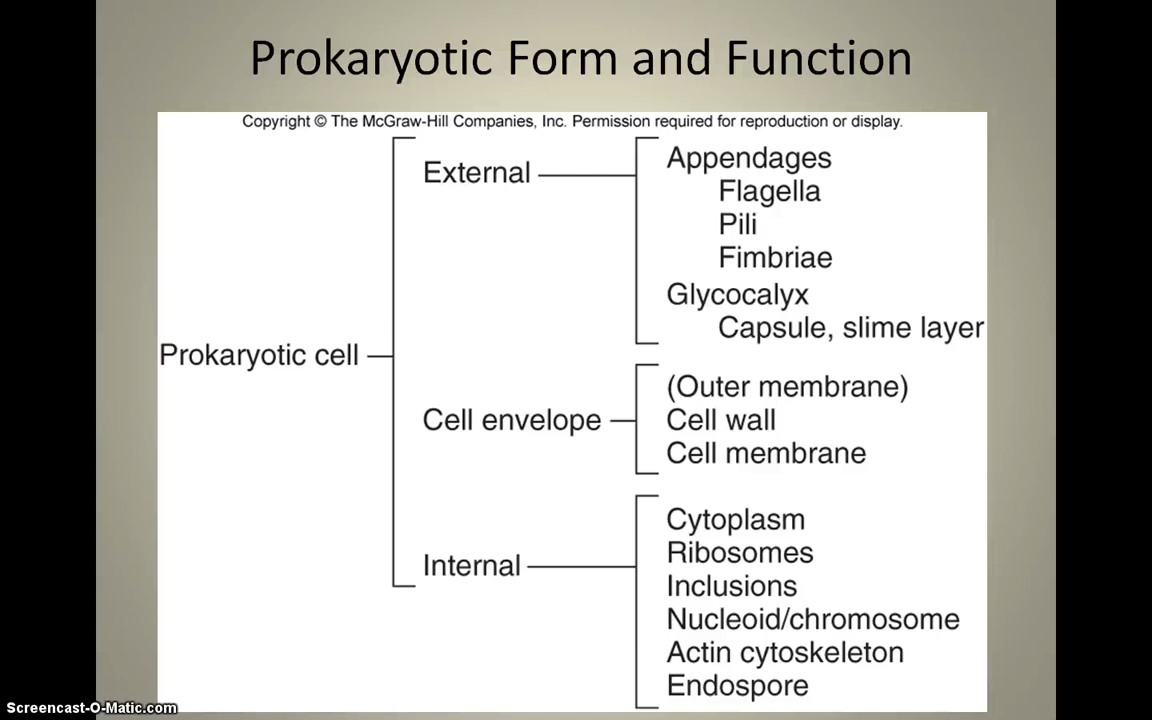 Prokaryotic Form and Function
Copyright © The McGraw-Hill Companies, Inc. Permission required for reproduction or display.
External
Appendages
Flagella
Pili
Fimbriae
Glycocalyx
Capsule, slime layer
Prokaryotic cell
Cell envelope
(Outer membrane)
Cell wall
Cell membrane
Internal
Cytoplasm
Ribosomes
Inclusions
Nucleoid/chromosome
Actin cytoskeleton
Endospore
Screencast-O-Matic.com